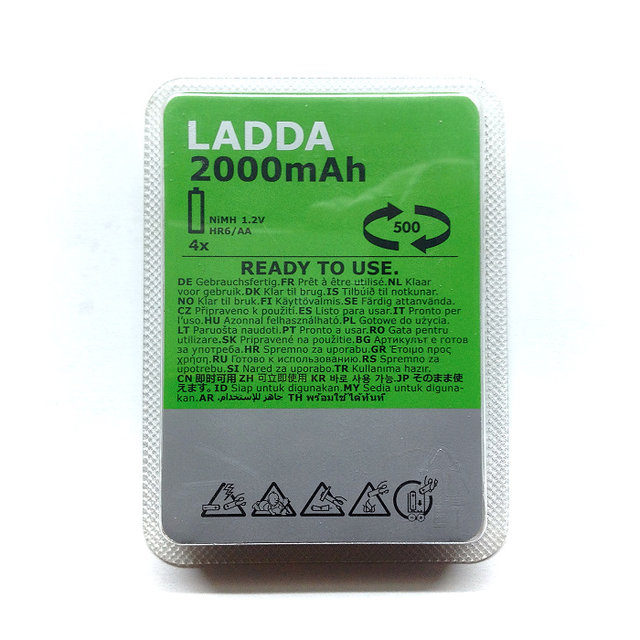 LADDA
2000mAh
NiMH 1.2V
HR6/AA
4x
500
READY TO USE.
DE Gebrauchsfertig.FR Prêt à être utilisé.NL Klaar
voor gebruik.DK Klar til brug.IS Tilbúið til notkunar.
NO Klar til bruk.FI Käyttövalmis.SE Färdig attanvända.
CZ Připraveno k použití.ES Listo para usar.IT Pronto per
l'uso.HU Azonnal felhasználható.PL Gotowe do użycia.
LT Paruošta naudoti.PT Pronto a usar.RO Gata pentru
utilizare.SK Pripravené na použitie.BG Артикулът е готов
за употреба.HR Spremno za uporabu.GR Έτοιμο προς
χρήση.RU Готово к использованию.RS Spremno za
upotrebu.SI Nared za uporabo.TR Kullanıma hazır.
CN 即时可用 ZH 可立即使用 KR 바로 사용 가능.JP そのまま使
えます。ID Siap untuk digunakan.MY Sedia untuk diguna-
kan.AR جاهز للإستخدام. TH พร้อมใช้ได้ทันที